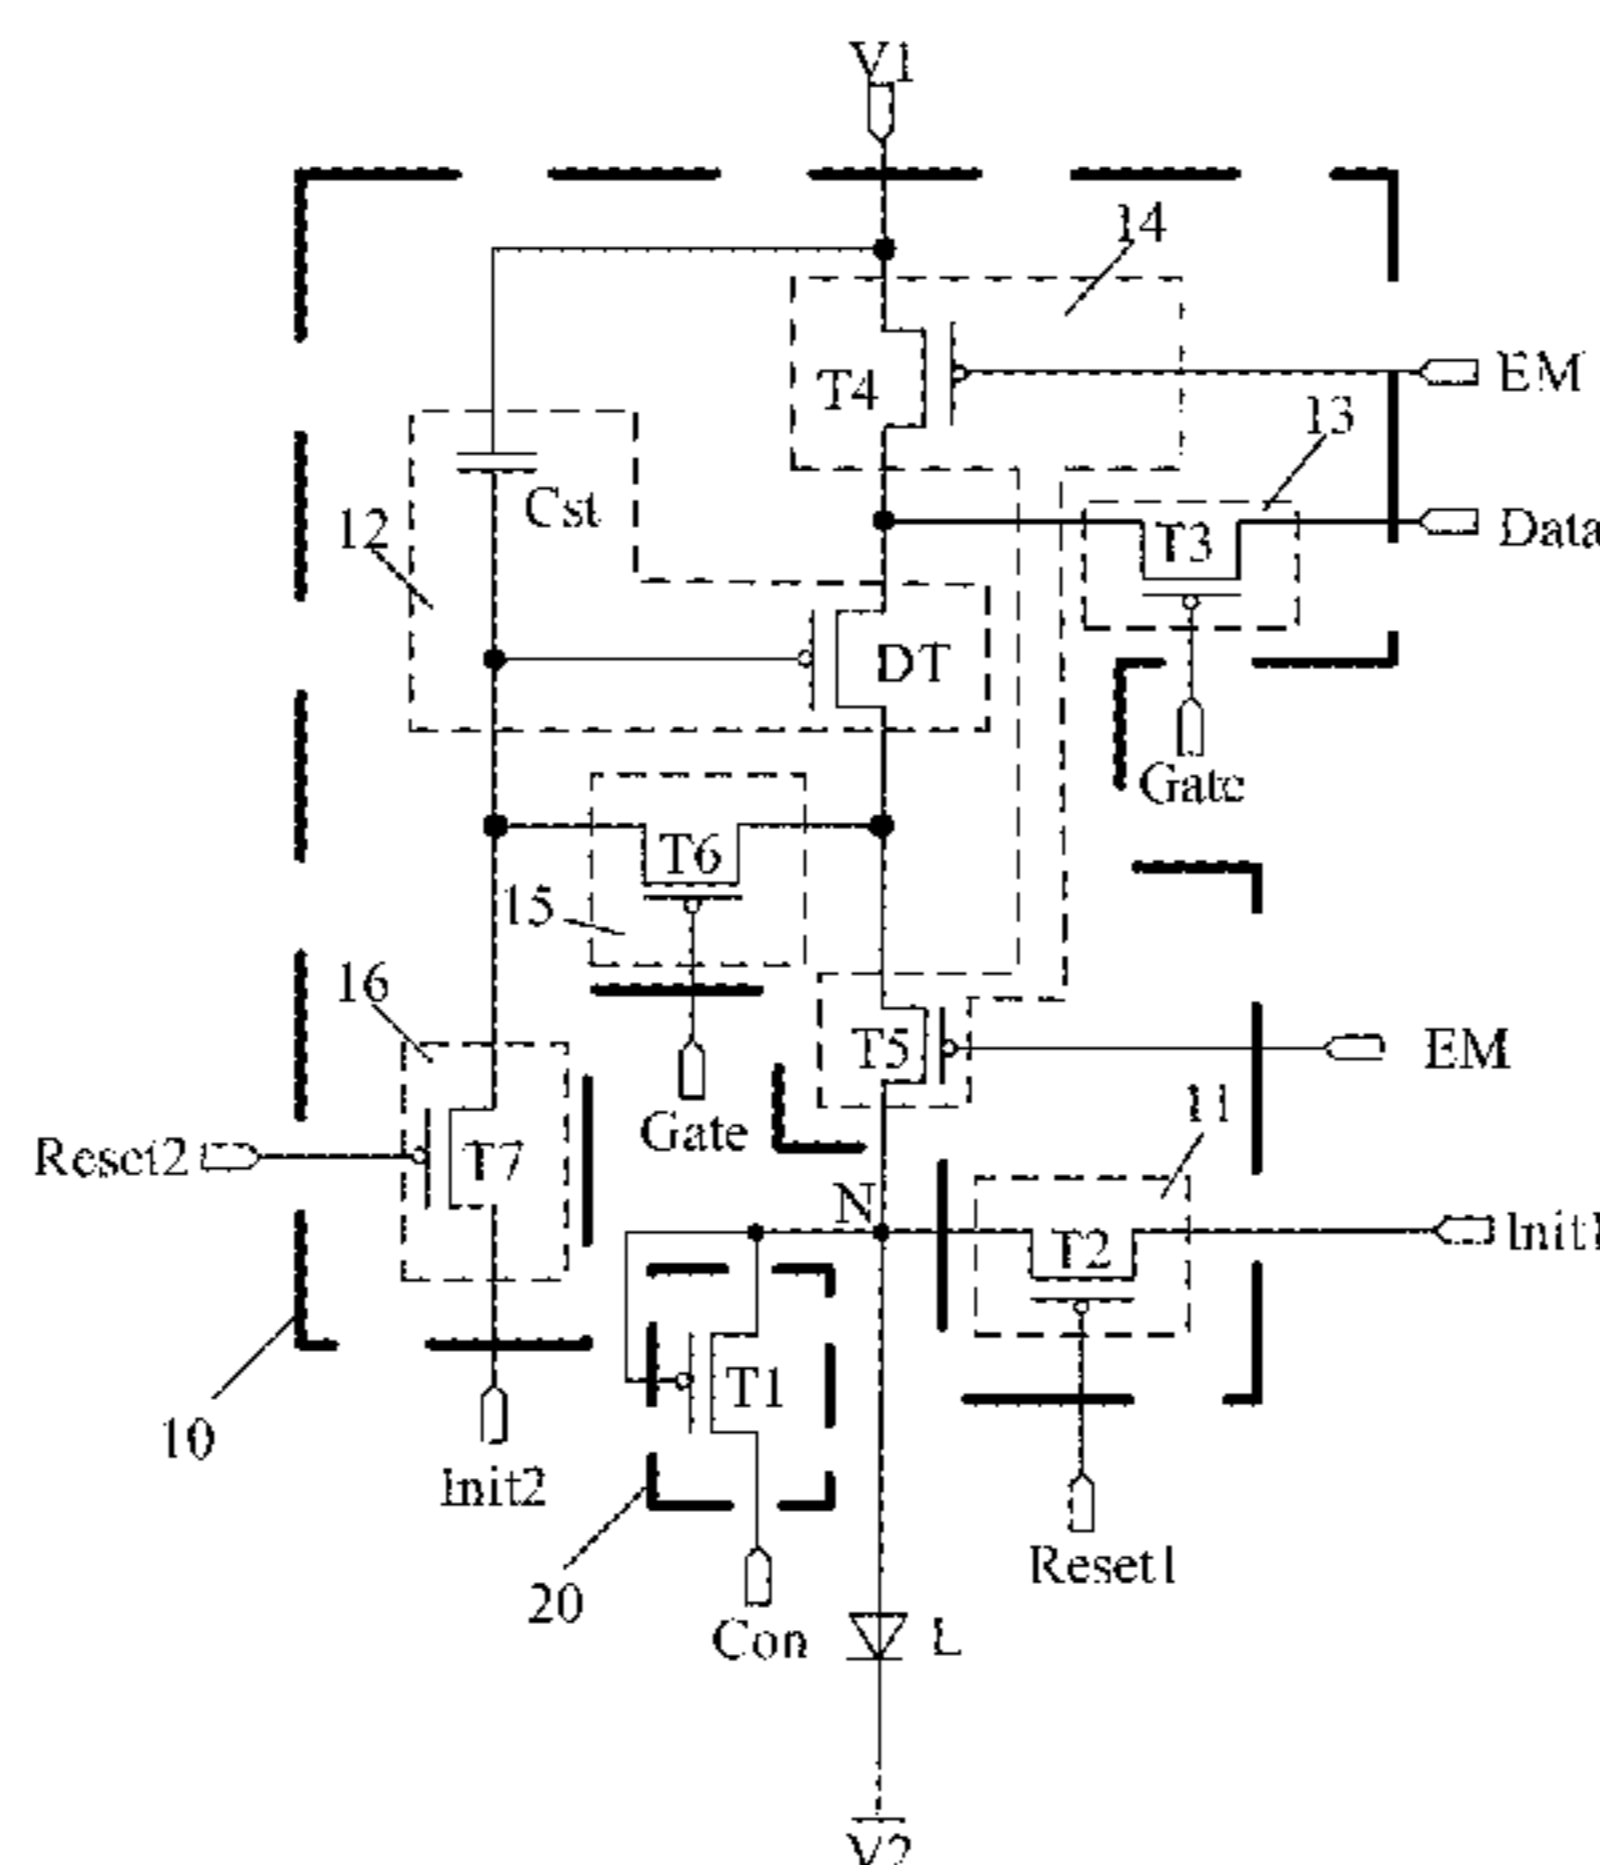 V1
14
T4
EM
13
Cst
12
T3
Data
DT
Gate
T6
15
16
T5
EM
Gate
11
Reset2
T7
N
T2
Init1
T1
10
Init2
20
Reset1
Con
L
V2